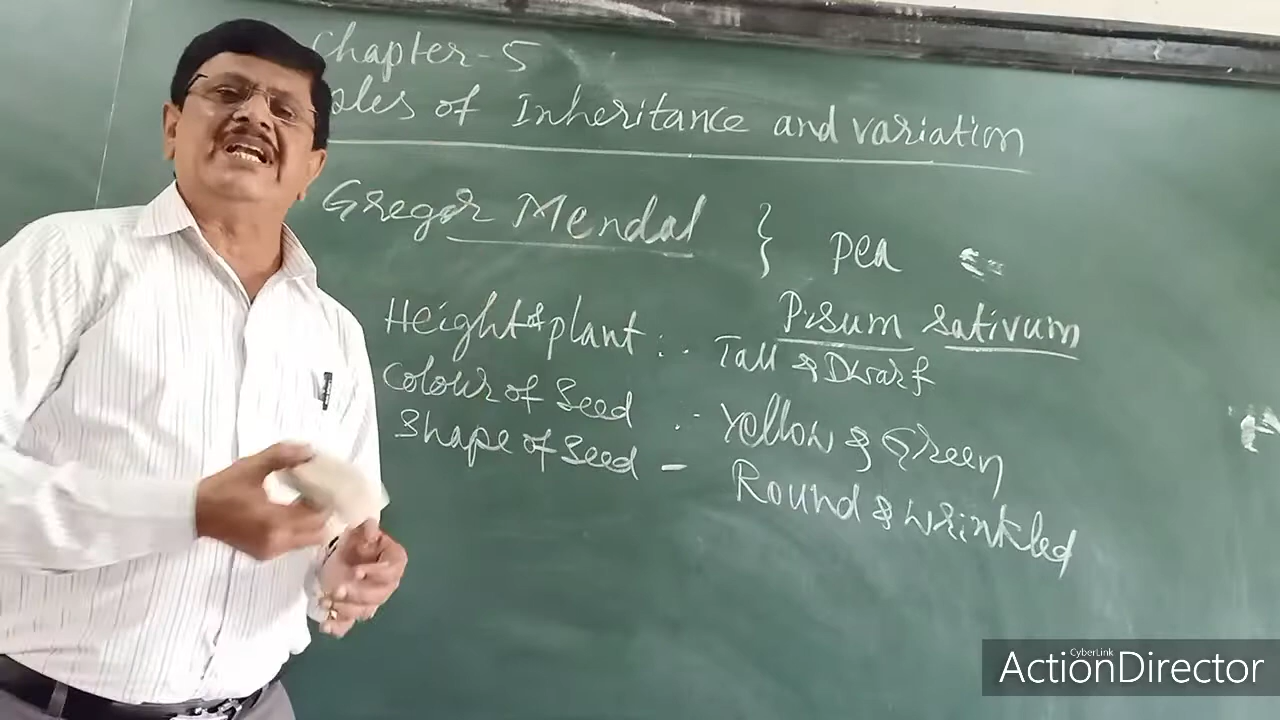 Chapter-5
ples of Inheritance and variation
Gregor Mendal } pea
Pisum sativum
Height of plant :- Tall & Dwarf
Colour of Seed :- Yellow & Green
Shape of Seed - Round & wrinkled
CyberLink
ActionDirector